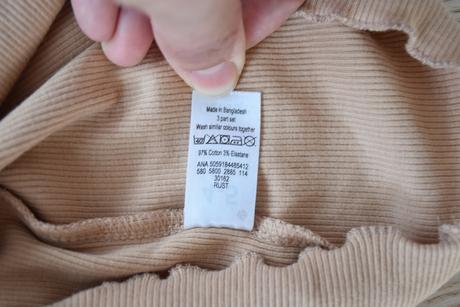 Made in Bangladesh
3 part set
Wash similar colours together
97% Cotton 3% Elastane
ANA 5059184485412
580 5800 2885 114
30162
RUST